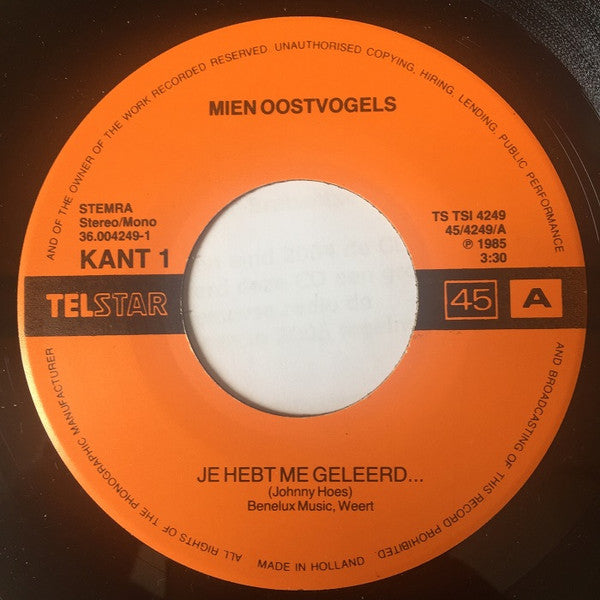 ALL RIGHTS OF THE PHONOGRAPHIC MANUFACTURER AND OF THE OWNER OF THE WORK RECORDED RESERVED. UNAUTHORISED COPYING, HIRING, LENDING, PUBLIC PERFORMANCE AND BROADCASTING OF THIS RECORD PROHIBITED.
MIEN OOSTVOGELS
STEMRA
Stereo/Mono
36.004249-1
KANT 1
TS TSI 4249
45/4249/A
℗ 1985
3:30
TELSTAR
45 A
JE HEBT ME GELEERD...
(Johnny Hoes)
Benelux Music, Weert
MADE IN HOLLAND